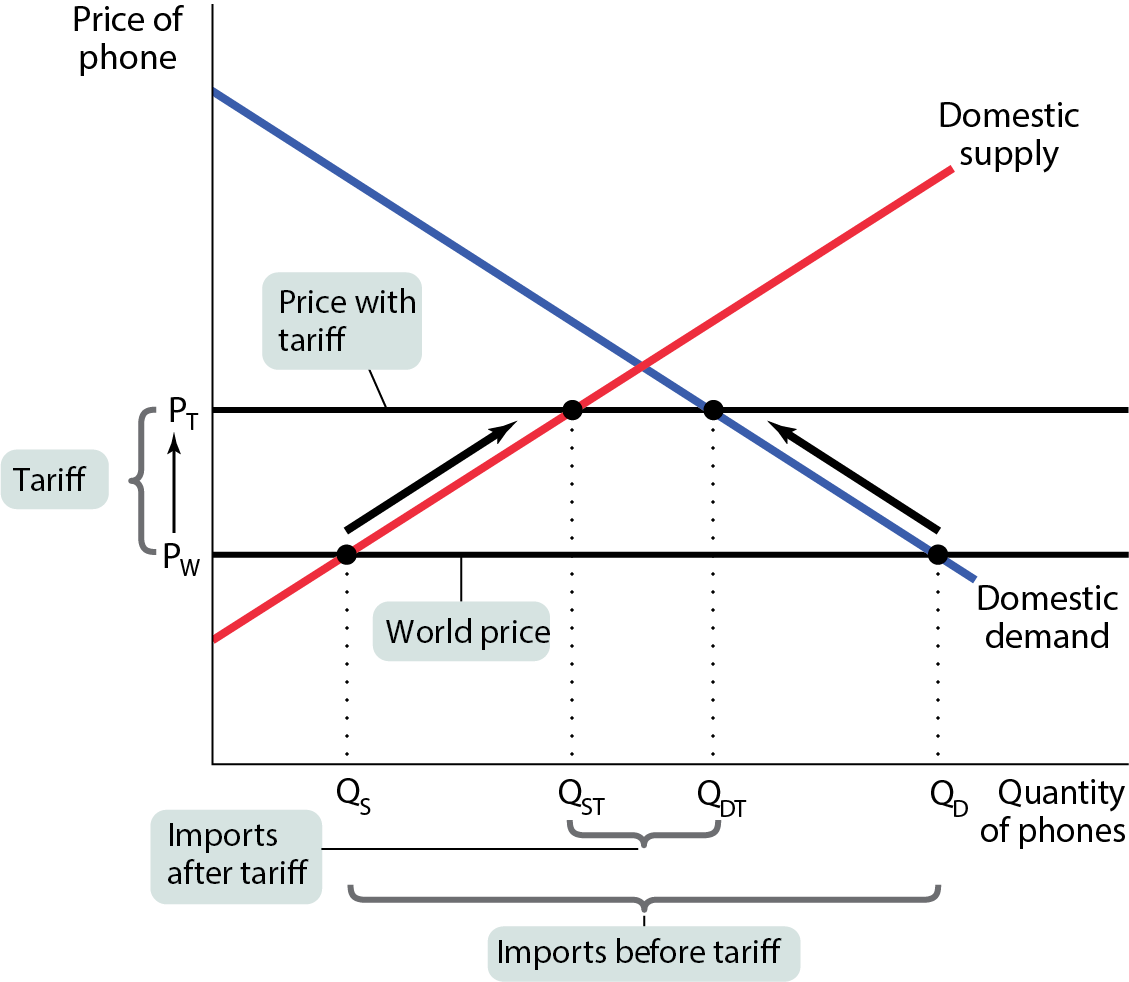 Price of
phone
Domestic
supply
Price with
tariff
P_T
Tariff
P_W
World price
Domestic
demand
Q_S
Q_ST
Q_DT
Q_D
Quantity
of phones
Imports
after tariff
Imports before tariff